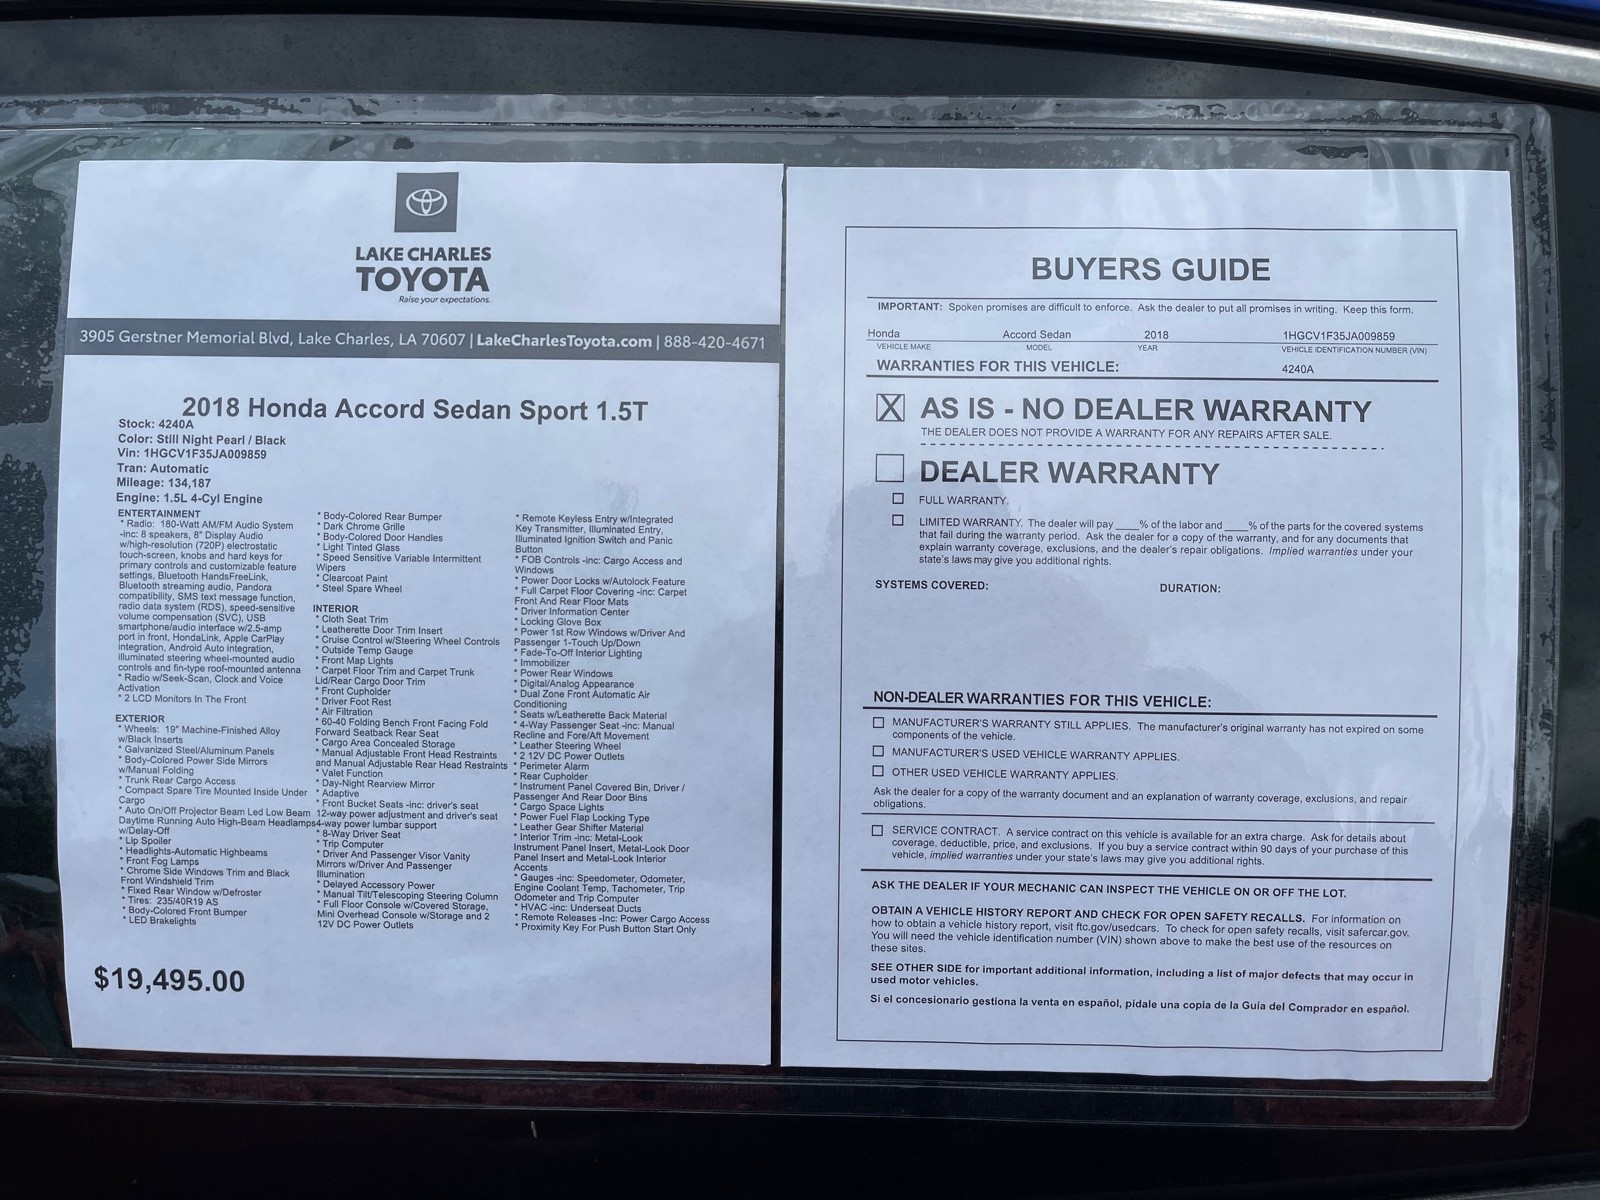 LAKE CHARLES
TOYOTA
Raise your expectations.
3905 Gerstner Memorial Blvd, Lake Charles, LA 70607 | LakeCharlesToyota.com | 888-420-4671
2018 Honda Accord Sedan Sport 1.5T
Stock: 4240A
Color: Still Night Pearl / Black
Vin: 1HGCV1F35JA009859
Tran: Automatic
Mileage: 134,187
Engine: 1.5L 4-Cyl Engine
ENTERTAINMENT
* Radio: 180-Watt AM/FM Audio System
-inc: 8 speakers, 8" Display Audio
w/high-resolution (720P) electrostatic
touch-screen, knobs and hard keys for
primary controls and customizable feature
settings, Bluetooth HandsFreeLink,
Bluetooth streaming audio, Pandora
compatibility, SMS text message function,
radio data system (RDS), speed-sensitive
volume compensation (SVC), USB
smartphone/audio interface w/2.5-amp
port in front, HondaLink, Apple CarPlay
integration, Android Auto integration,
illuminated steering wheel-mounted audio
controls and fin-type roof-mounted antenna
* Radio w/Seek-Scan, Clock and Voice
Activation
* 2 LCD Monitors In The Front
EXTERIOR
* Wheels: 19" Machine-Finished Alloy
w/Black Inserts
* Galvanized Steel/Aluminum Panels
* Body-Colored Power Side Mirrors
w/Manual Folding
* Trunk Rear Cargo Access
* Compact Spare Tire Mounted Inside Under
Cargo
* Auto On/Off Projector Beam Led Low Beam
Daytime Running Auto High-Beam Headlamps
w/Delay-Off
* Lip Spoiler
* Headlights-Automatic Highbeams
* Front Fog Lamps
* Chrome Side Windows Trim and Black
Front Windshield Trim
* Fixed Rear Window w/Defroster
* Tires: 235/40R19 AS
* Body-Colored Front Bumper
* LED Brakelights
* Body-Colored Rear Bumper
* Dark Chrome Grille
* Body-Colored Door Handles
* Light Tinted Glass
* Speed Sensitive Variable Intermittent
Wipers
* Clearcoat Paint
* Steel Spare Wheel
INTERIOR
* Cloth Seat Trim
* Leatherette Door Trim Insert
* Cruise Control w/Steering Wheel Controls
* Outside Temp Gauge
* Front Map Lights
* Carpet Floor Trim and Carpet Trunk
Lid/Rear Cargo Door Trim
* Front Cupholder
* Driver Foot Rest
* Air Filtration
* 60-40 Folding Bench Front Facing Fold
Forward Seatback Rear Seat
* Cargo Area Concealed Storage
* Manual Adjustable Front Head Restraints
and Manual Adjustable Rear Head Restraints
* Valet Function
* Day-Night Rearview Mirror
* Adaptive
* Front Bucket Seats -inc: driver's seat
12-way power adjustment and driver's seat
4-way power lumbar support
* 8-Way Driver Seat
* Trip Computer
* Driver And Passenger Visor Vanity
Mirrors w/Driver And Passenger
Illumination
* Delayed Accessory Power
* Manual Tilt/Telescoping Steering Column
* Full Floor Console w/Covered Storage,
Mini Overhead Console w/Storage and 2
12V DC Power Outlets
* Remote Keyless Entry w/Integrated
Key Transmitter, Illuminated Entry,
Illuminated Ignition Switch and Panic
Button
* FOB Controls -inc: Cargo Access and
Windows
* Power Door Locks w/Autolock Feature
* Full Carpet Floor Covering -inc: Carpet
Front And Rear Floor Mats
* Driver Information Center
* Locking Glove Box
* Power 1st Row Windows w/Driver And
Passenger 1-Touch Up/Down
* Fade-To-Off Interior Lighting
* Immobilizer
* Power Rear Windows
* Digital/Analog Appearance
* Dual Zone Front Automatic Air
Conditioning
* Seats w/Leatherette Back Material
* 4-Way Passenger Seat -inc: Manual
Recline and Fore/Aft Movement
* Leather Steering Wheel
* 2 12V DC Power Outlets
* Perimeter Alarm
* Rear Cupholder
* Instrument Panel Covered Bin, Driver /
Passenger And Rear Door Bins
* Cargo Space Lights
* Power Fuel Flap Locking Type
* Leather Gear Shifter Material
* Interior Trim -inc: Metal-Look
Instrument Panel Insert, Metal-Look Door
Panel Insert and Metal-Look Interior
Accents
* Gauges -inc: Speedometer, Odometer,
Engine Coolant Temp, Tachometer, Trip
Odometer and Trip Computer
* HVAC -inc: Underseat Ducts
* Remote Releases -Inc: Power Cargo Access
* Proximity Key For Push Button Start Only
$19,495.00
BUYERS GUIDE
IMPORTANT: Spoken promises are difficult to enforce. Ask the dealer to put all promises in writing. Keep this form.
Honda Accord Sedan 2018 1HGCV1F35JA009859
VEHICLE MAKE MODEL YEAR VEHICLE IDENTIFICATION NUMBER (VIN)
WARRANTIES FOR THIS VEHICLE: 4240A
X AS IS - NO DEALER WARRANTY
THE DEALER DOES NOT PROVIDE A WARRANTY FOR ANY REPAIRS AFTER SALE.
DEALER WARRANTY
FULL WARRANTY.
LIMITED WARRANTY. The dealer will pay ____% of the labor and ____% of the parts for the covered systems
that fail during the warranty period. Ask the dealer for a copy of the warranty, and for any documents that
explain warranty coverage, exclusions, and the dealer's repair obligations. Implied warranties under your
state's laws may give you additional rights.
SYSTEMS COVERED: DURATION:
NON-DEALER WARRANTIES FOR THIS VEHICLE:
MANUFACTURER'S WARRANTY STILL APPLIES. The manufacturer's original warranty has not expired on some
components of the vehicle.
MANUFACTURER'S USED VEHICLE WARRANTY APPLIES.
OTHER USED VEHICLE WARRANTY APPLIES.
Ask the dealer for a copy of the warranty document and an explanation of warranty coverage, exclusions, and repair
obligations.
SERVICE CONTRACT. A service contract on this vehicle is available for an extra charge. Ask for details about
coverage, deductible, price, and exclusions. If you buy a service contract within 90 days of your purchase of this
vehicle, implied warranties under your state's laws may give you additional rights.
ASK THE DEALER IF YOUR MECHANIC CAN INSPECT THE VEHICLE ON OR OFF THE LOT.
OBTAIN A VEHICLE HISTORY REPORT AND CHECK FOR OPEN SAFETY RECALLS. For information on
how to obtain a vehicle history report, visit ftc.gov/usedcars. To check for open safety recalls, visit safercar.gov.
You will need the vehicle identification number (VIN) shown above to make the best use of the resources on
these sites.
SEE OTHER SIDE for important additional information, including a list of major defects that may occur in
used motor vehicles.
Si el concesionario gestiona la venta en español, pídale una copia de la Guía del Comprador en español.